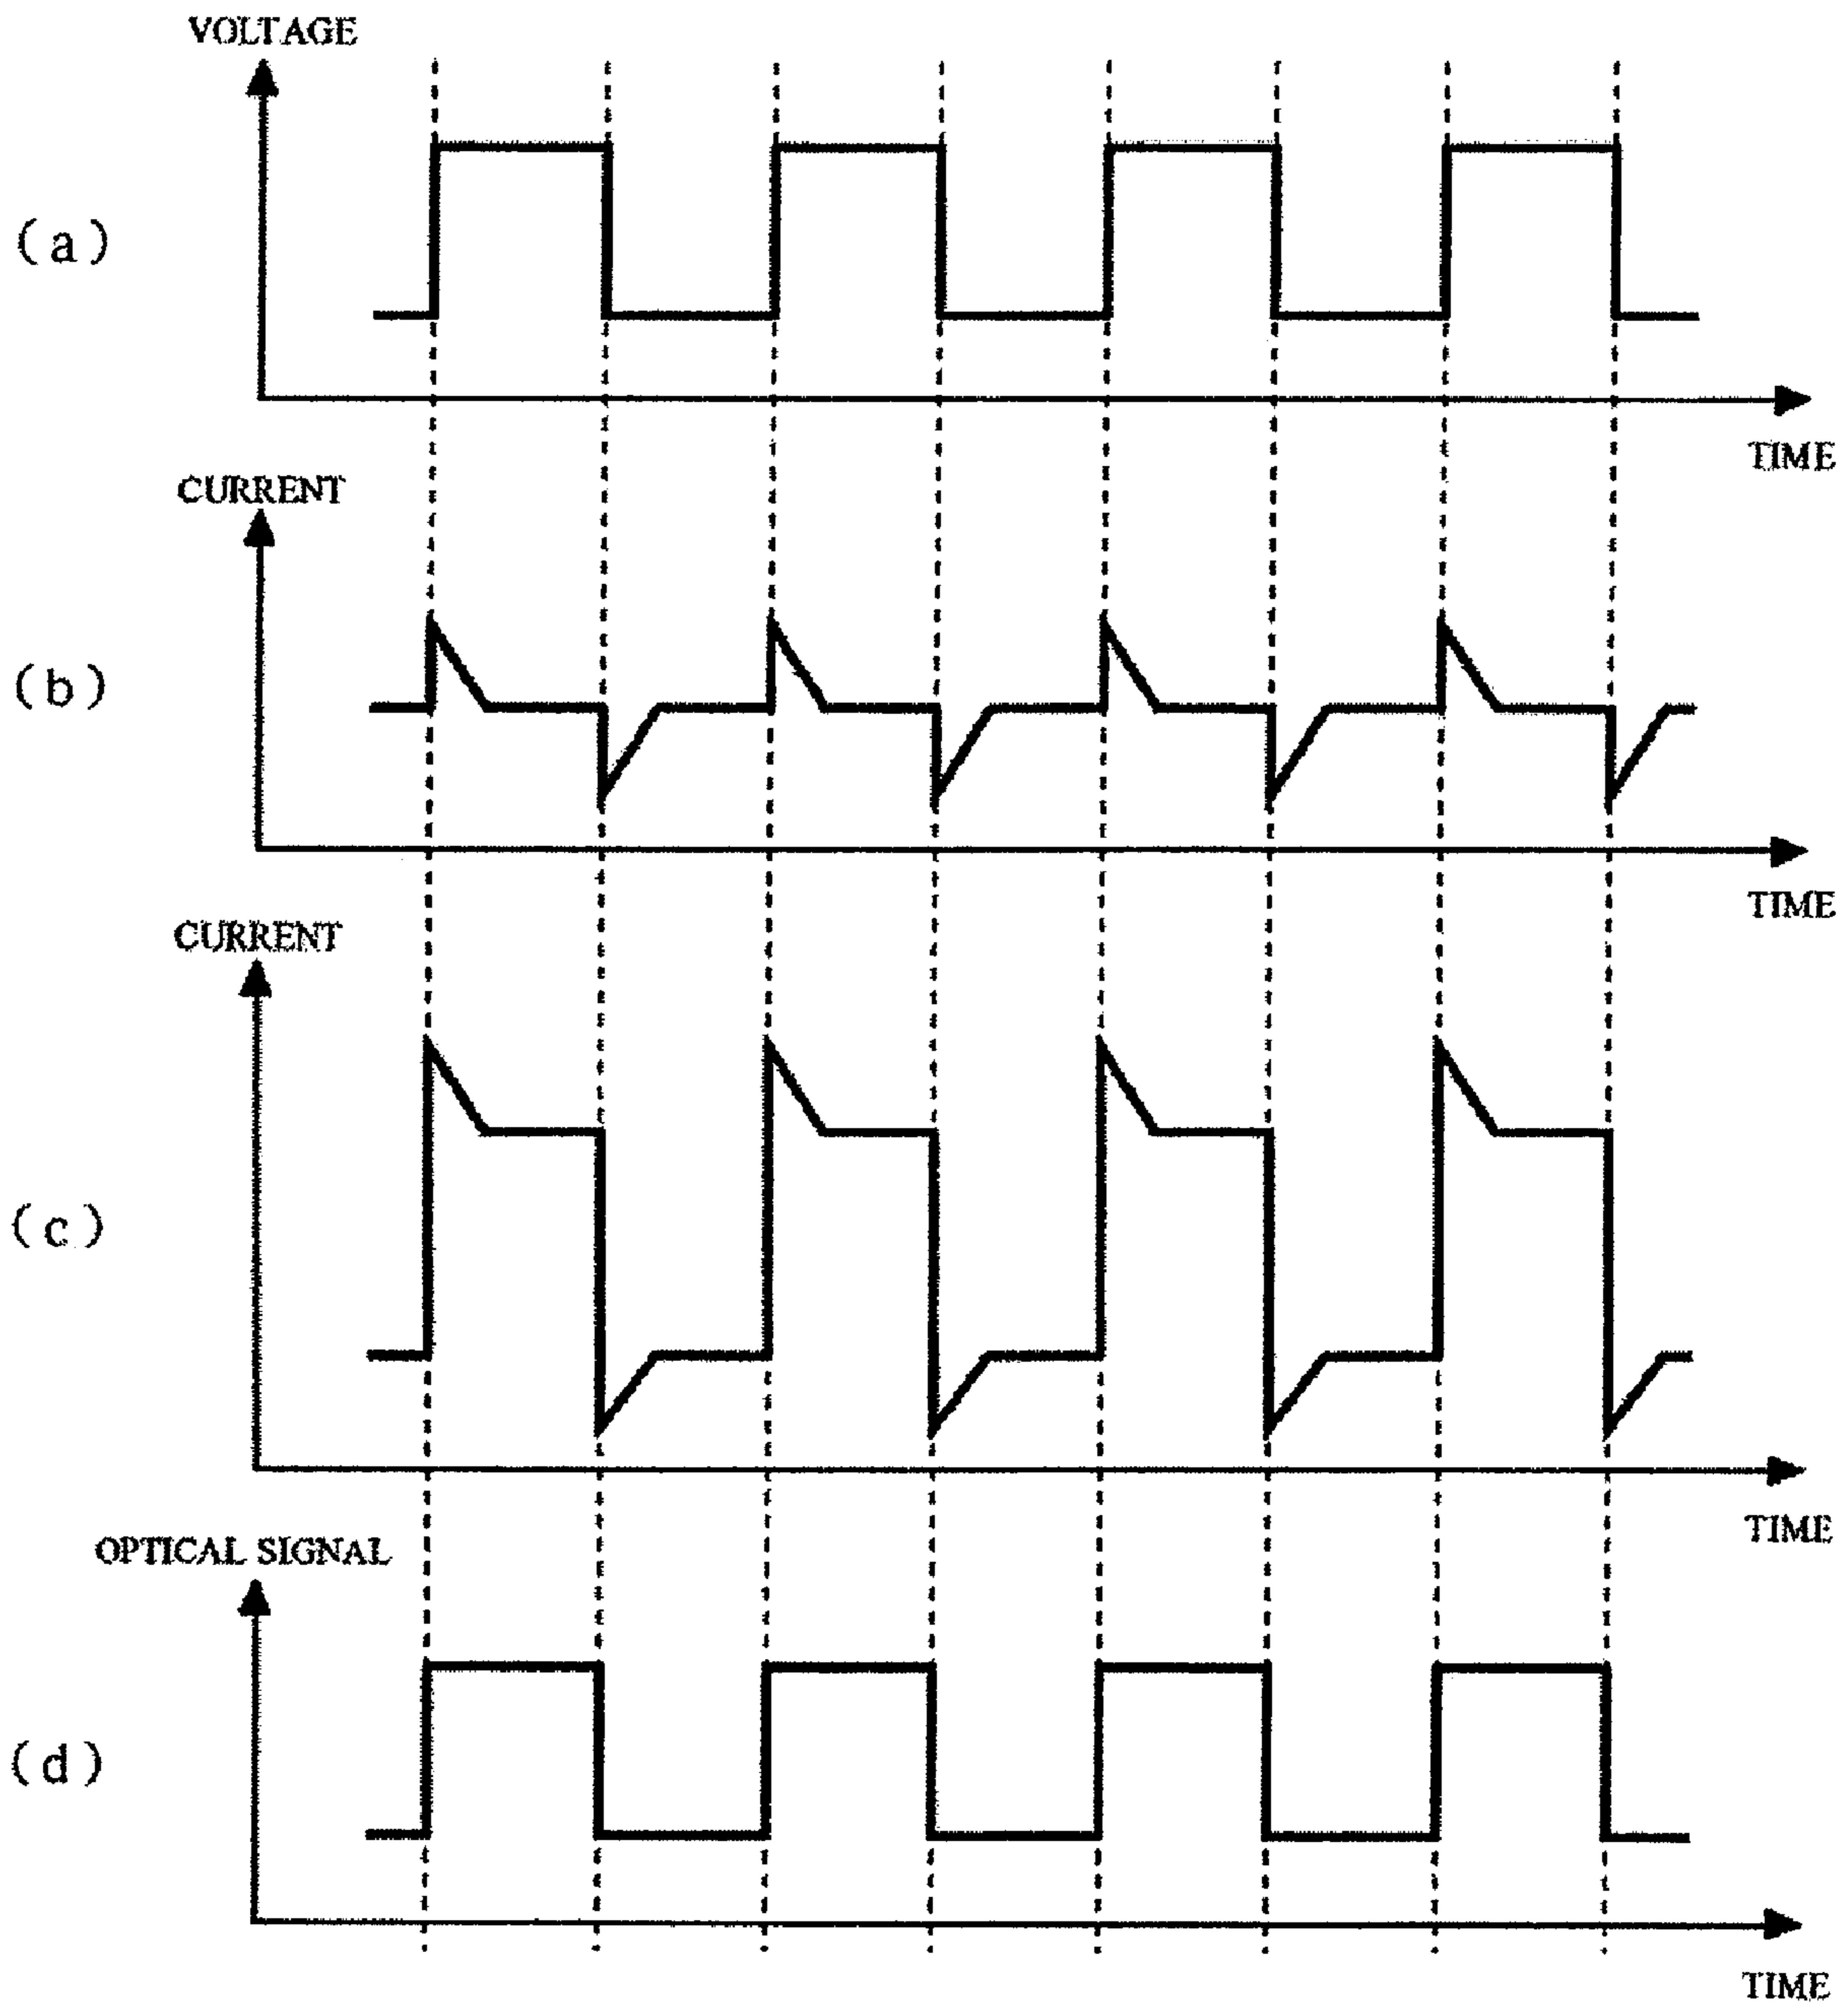 VOLTAGE
(a)
TIME
CURRENT
(b)
TIME
CURRENT
(c)
TIME
OPTICAL SIGNAL
(d)
TIME